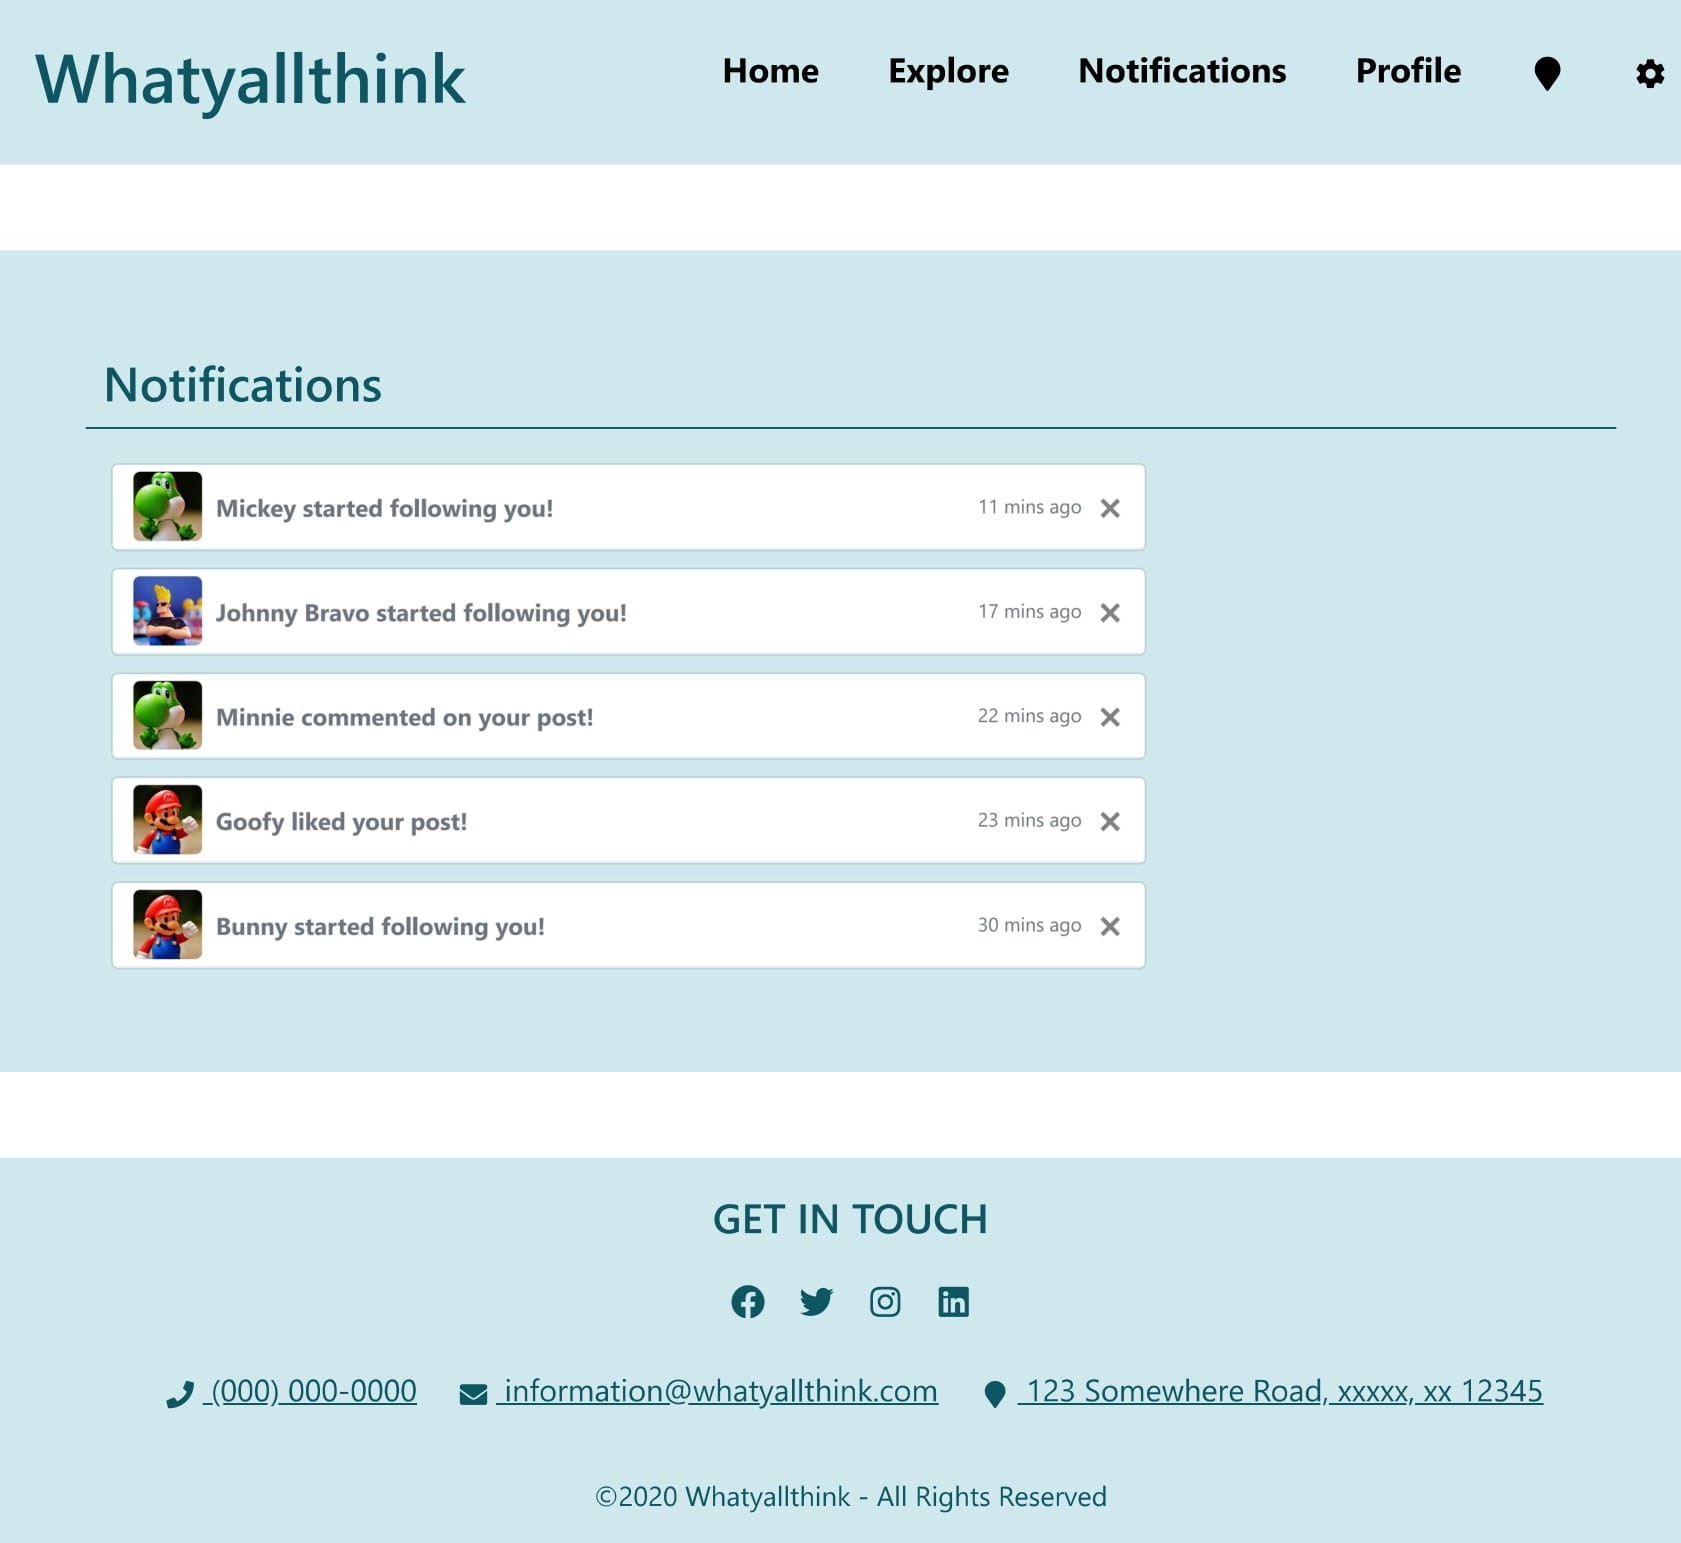 Whatyallthink
Home Explore Notifications Profile
Notifications
Mickey started following you! 11 mins ago
Johnny Bravo started following you! 17 mins ago
Minnie commented on your post! 22 mins ago
Goofy liked your post! 23 mins ago
Bunny started following you! 30 mins ago
GET IN TOUCH
(000) 000-0000 information@whatyallthink.com 123 Somewhere Road, xxxxx, xx 12345
©2020 Whatyallthink - All Rights Reserved